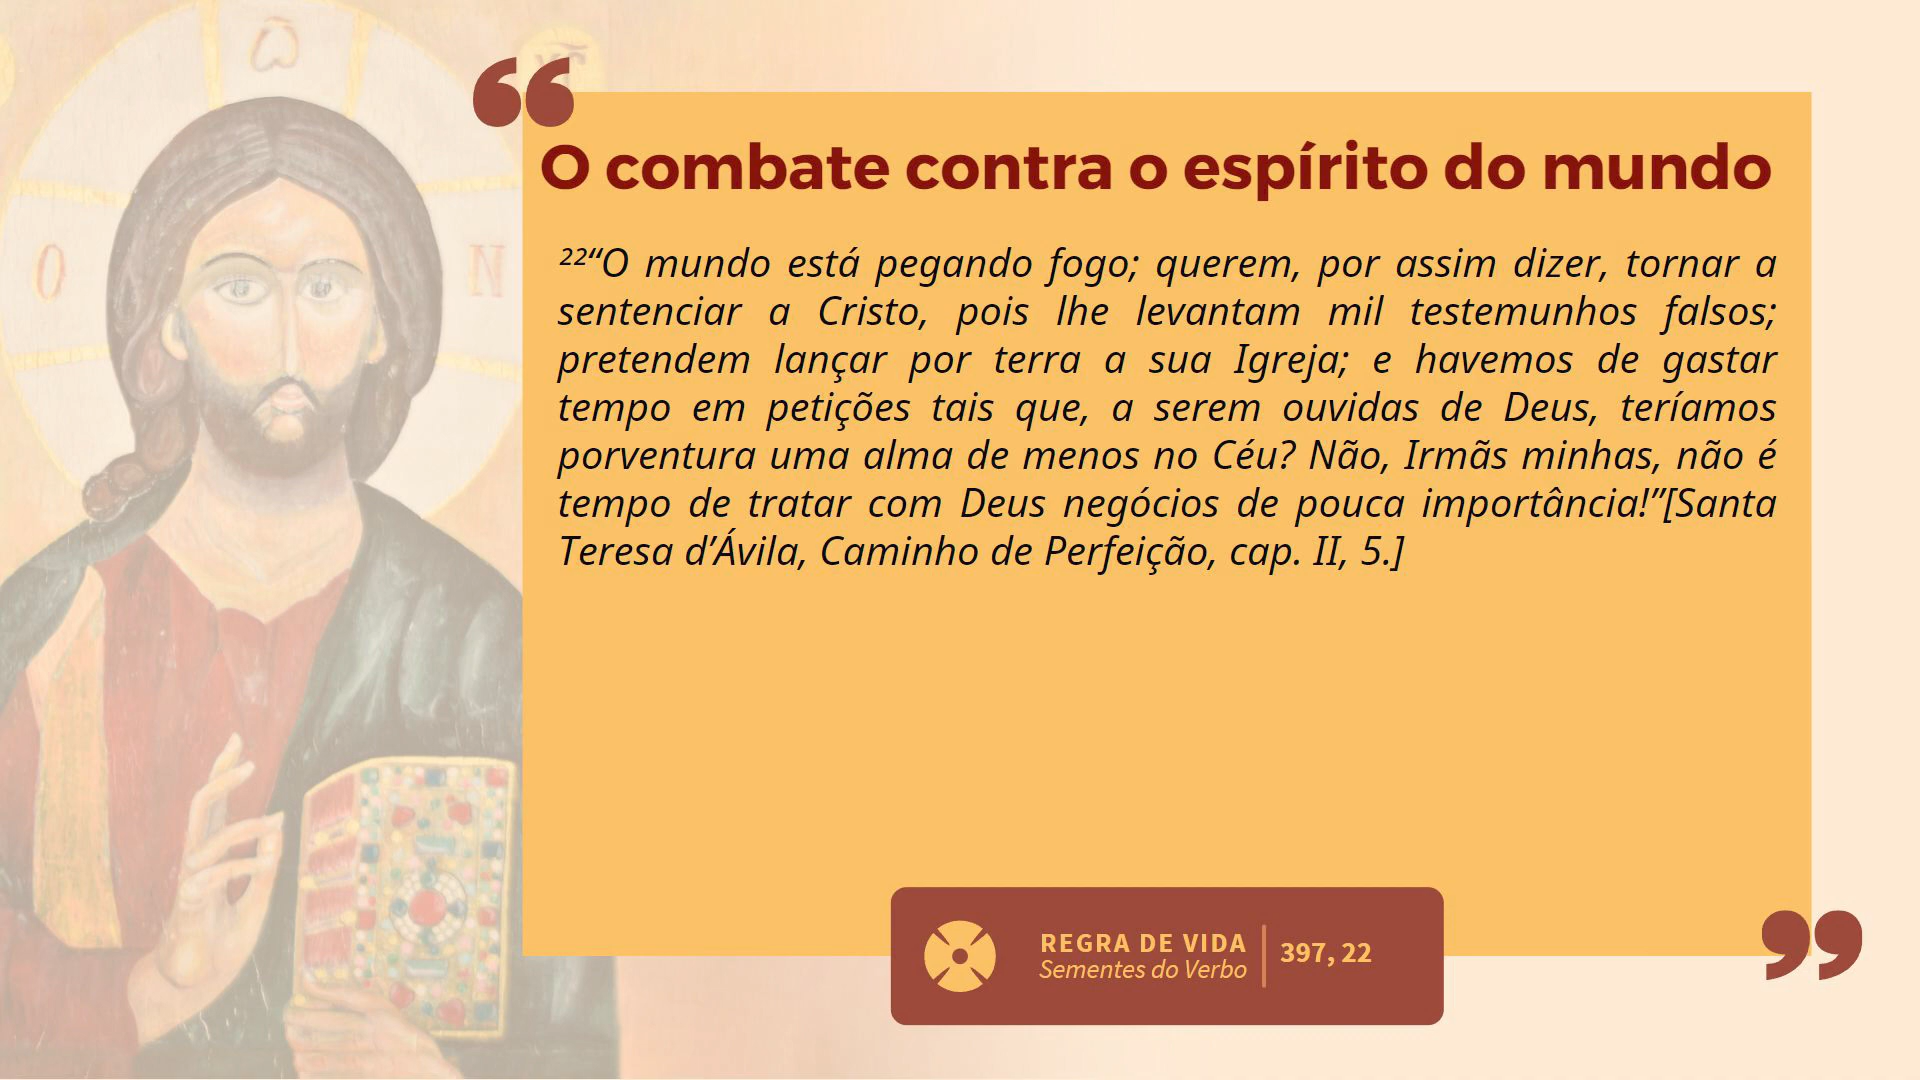 Ω
Ο
Ν
“
O combate contra o espírito do mundo
²²“O mundo está pegando fogo; querem, por assim dizer, tornar a
sentenciar a Cristo, pois lhe levantam mil testemunhos falsos;
pretendem lançar por terra a sua Igreja; e havemos de gastar
tempo em petições tais que, a serem ouvidas de Deus, teríamos
porventura uma alma de menos no Céu? Não, Irmãs minhas, não é
tempo de tratar com Deus negócios de pouca importância!”[Santa
Teresa d’Ávila, Caminho de Perfeição, cap. II, 5.]
REGRA DE VIDA
Sementes do Verbo
397, 22
”